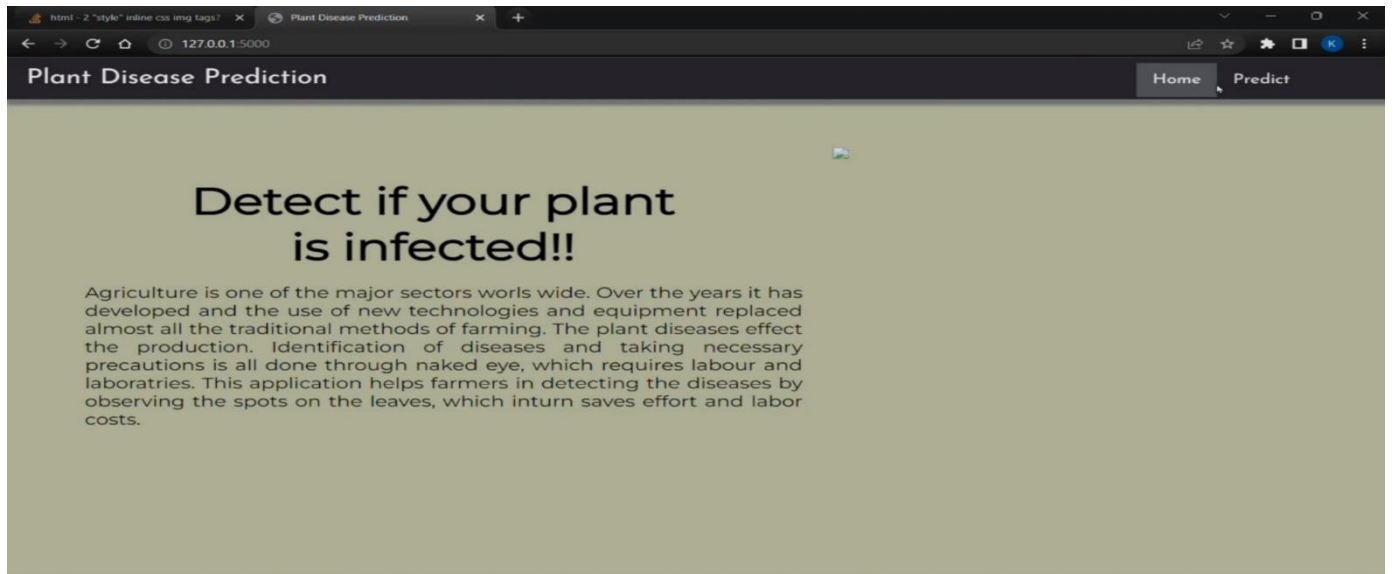 html - 2 "style" inline css img tags?
Plant Disease Prediction
127.0.0.1:5000
K
Plant Disease Prediction
Home
Predict
Detect if your plant
is infected!!
Agriculture is one of the major sectors worls wide. Over the years it has
developed and the use of new technologies and equipment replaced
almost all the traditional methods of farming. The plant diseases effect
the production. Identification of diseases and taking necessary
precautions is all done through naked eye, which requires labour and
laboratries. This application helps farmers in detecting the diseases by
observing the spots on the leaves, which inturn saves effort and labor
costs.